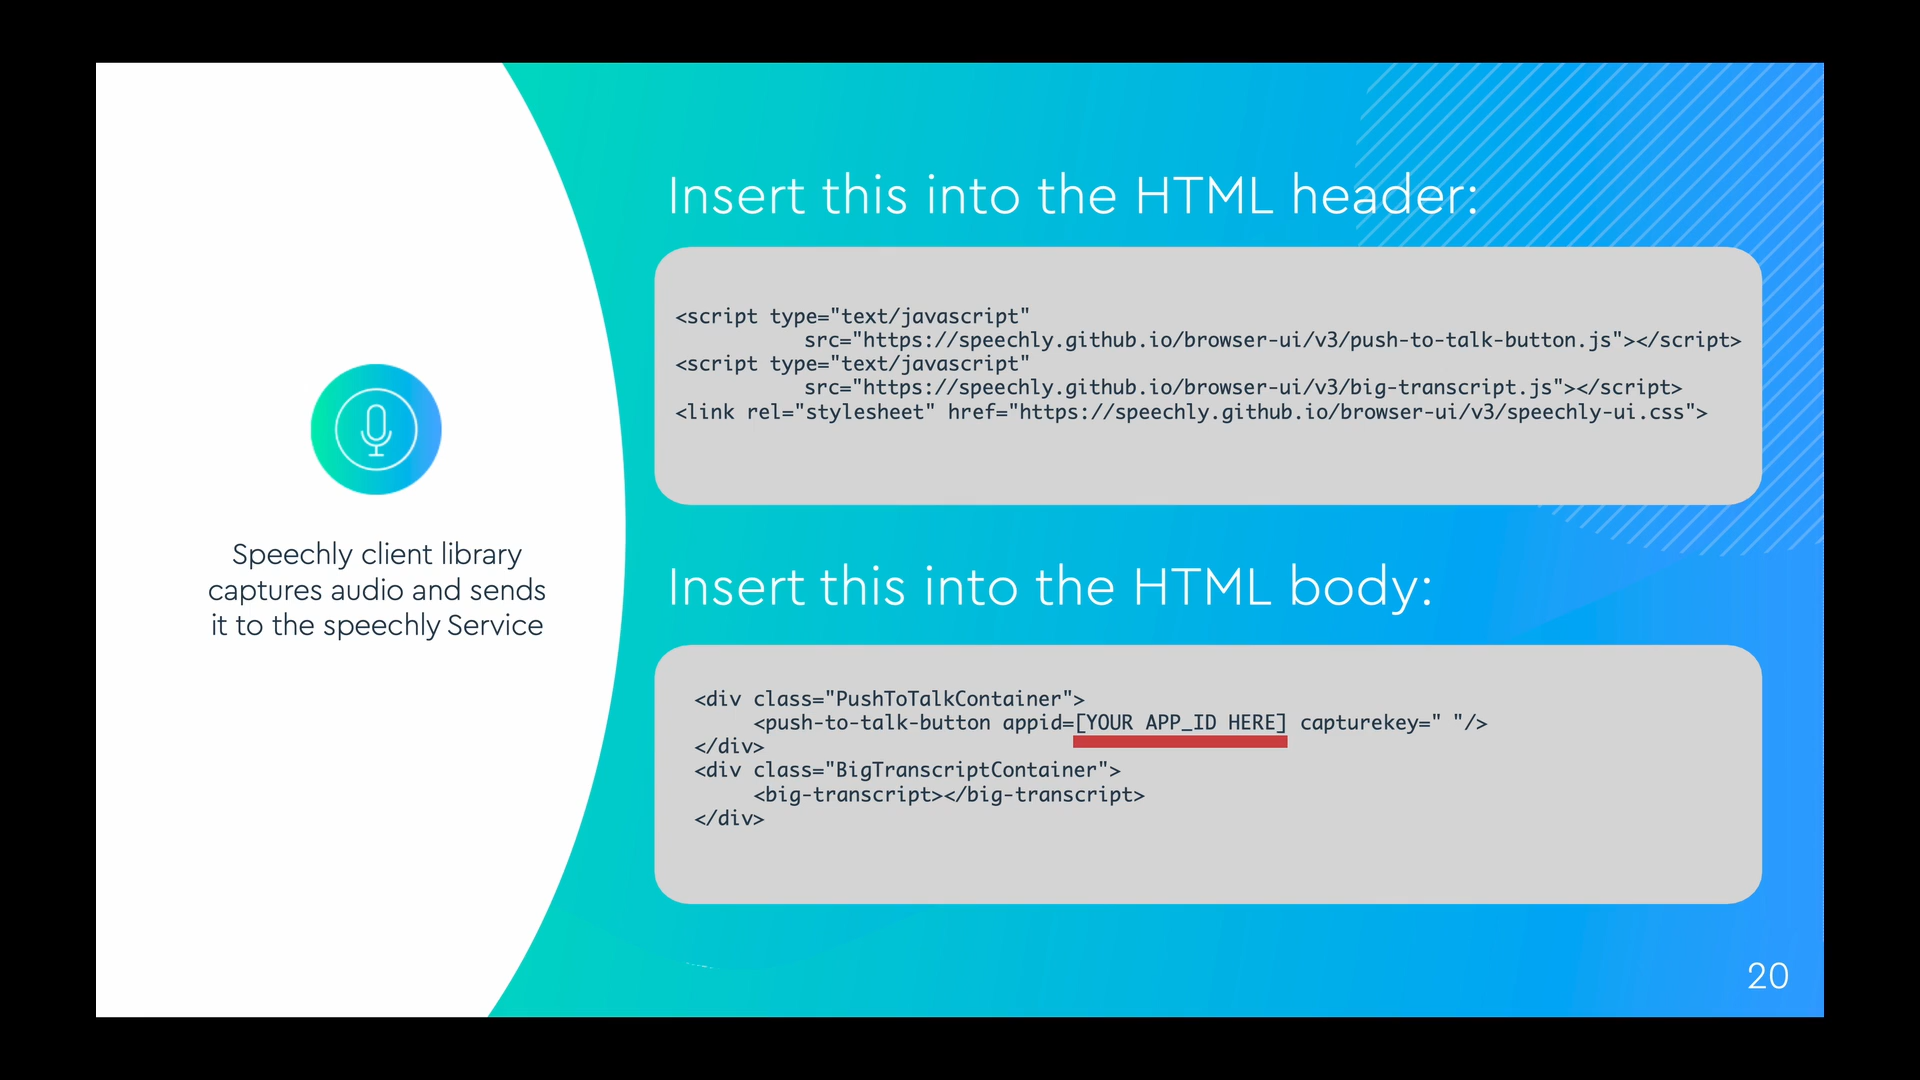 Speechly client library
captures audio and sends
it to the speechly Service
Insert this into the HTML header:
<script type="text/javascript"
src="https://speechly.github.io/browser-ui/v3/push-to-talk-button.js"></script>
<script type="text/javascript"
src="https://speechly.github.io/browser-ui/v3/big-transcript.js"></script>
<link rel="stylesheet" href="https://speechly.github.io/browser-ui/v3/speechly-ui.css">
Insert this into the HTML body:
<div class="PushToTalkContainer">
<push-to-talk-button appid=[YOUR APP_ID HERE] capturekey=" "/>
</div>
<div class="BigTranscriptContainer">
<big-transcript></big-transcript>
</div>
20